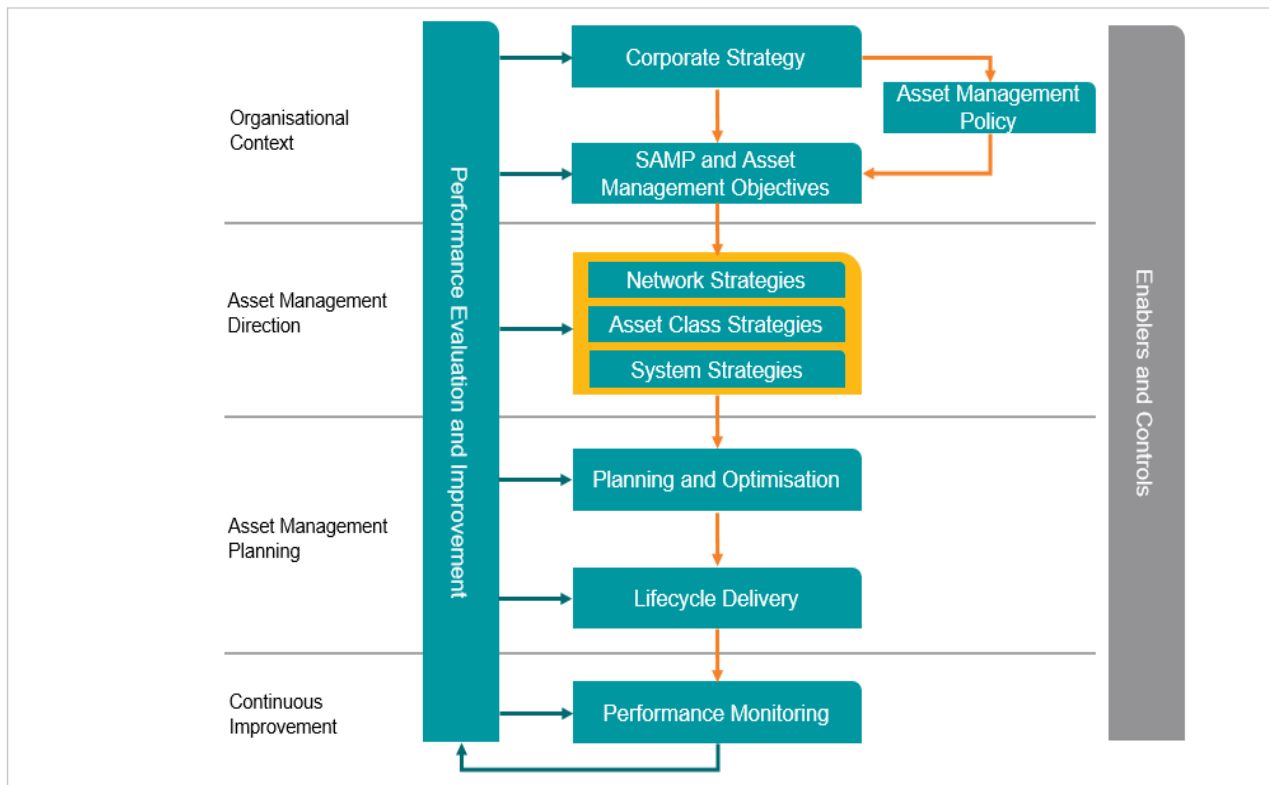 Corporate Strategy
Asset Management
Policy
Organisational
Context
SAMP and Asset
Management Objectives
Performance Evaluation and Improvement
Enablers and Controls
Asset Management
Direction
Network Strategies
Asset Class Strategies
System Strategies
Asset Management
Planning
Planning and Optimisation
Lifecycle Delivery
Continuous
Improvement
Performance Monitoring